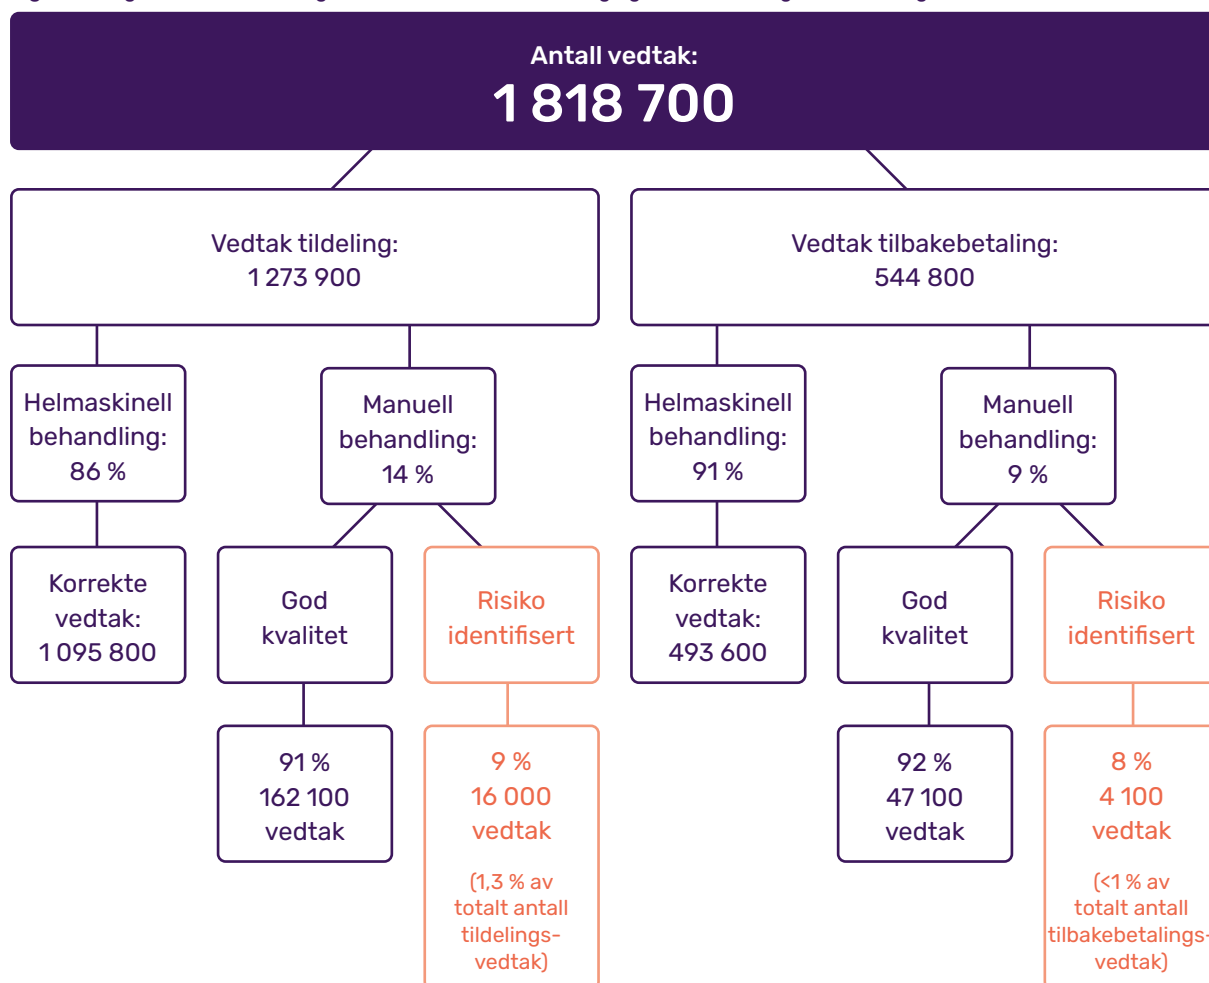 Antall vedtak:
1 818 700
Vedtak tildeling:
1 273 900
Vedtak tilbakebetaling:
544 800
Helmaskinell
behandling:
86 %
Manuell
behandling:
14 %
Helmaskinell
behandling:
91 %
Manuell
behandling:
9 %
Korrekte
vedtak:
1 095 800
God
kvalitet
Risiko
identifisert
Korrekte
vedtak:
493 600
God
kvalitet
Risiko
identifisert
91 %
162 100
vedtak
9 %
16 000
vedtak
(1,3 % av
totalt antall
tildelings-
vedtak)
92 %
47 100
vedtak
8 %
4 100
vedtak
(<1 % av
totalt antall
tilbakebetalings-
vedtak)